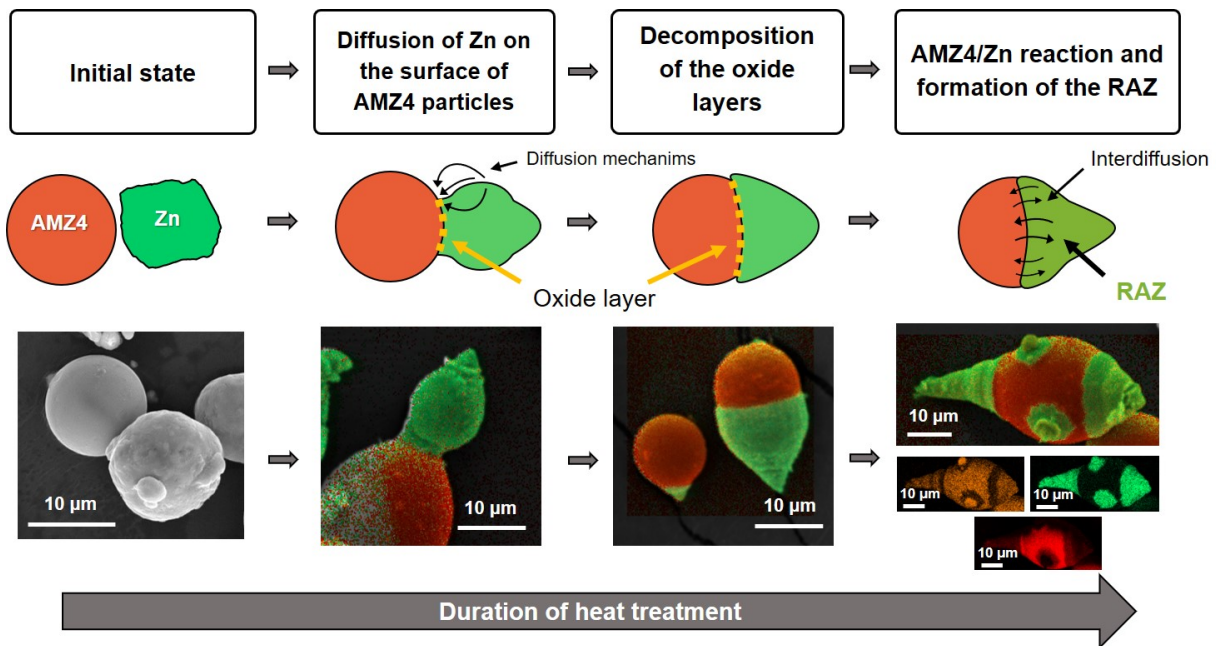 Initial state
Diffusion of Zn on
the surface of
AMZ4 particles
Decomposition
of the oxide
layers
AMZ4/Zn reaction and
formation of the RAZ
Diffusion mechanims
Interdiffusion
AMZ4
Zn
Oxide layer
RAZ
10 µm
10 µm
10 µm
10 µm
10 µm
10 µm
10 µm
Duration of heat treatment